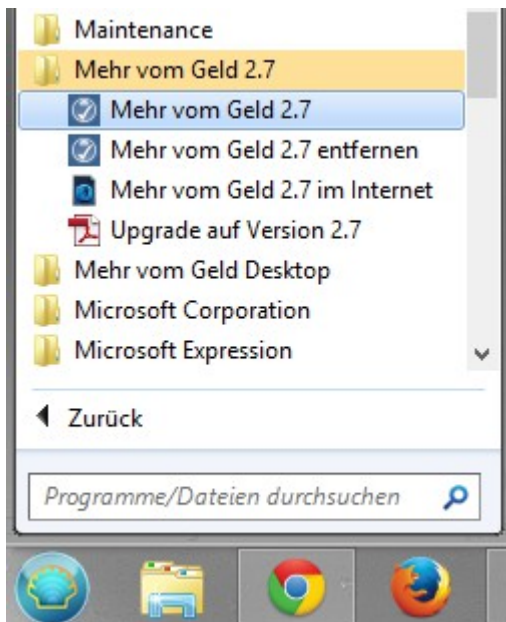 Maintenance
Mehr vom Geld 2.7
Mehr vom Geld 2.7
Mehr vom Geld 2.7 entfernen
Mehr vom Geld 2.7 im Internet
Upgrade auf Version 2.7
Mehr vom Geld Desktop
Microsoft Corporation
Microsoft Expression
Zurück
Programme/Dateien durchsuchen